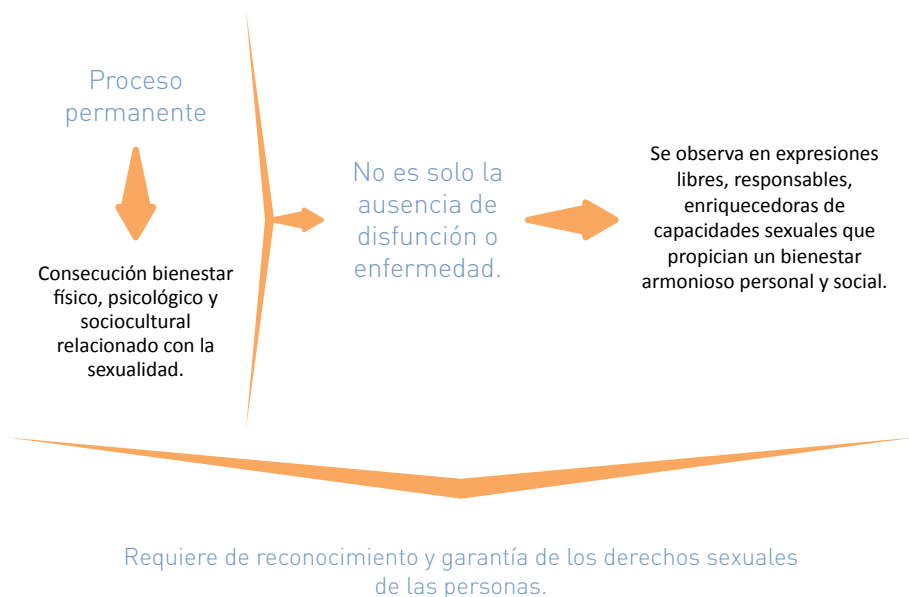 Proceso
permanente
Consecución bienestar
físico, psicológico y
sociocultural
relacionado con la
sexualidad.
No es solo la
ausencia de
disfunción o
enfermedad.
Se observa en expresiones
libres, responsables,
enriquecedoras de
capacidades sexuales que
propician un bienestar
armonioso personal y social.
Requiere de reconocimiento y garantía de los derechos sexuales
de las personas.